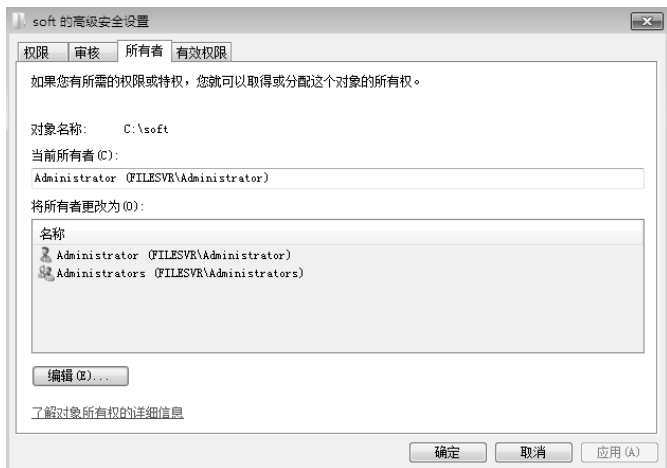 soft 的高级安全设置
权限 审核 所有者 有效权限
如果您有所需的权限或特权，您就可以取得或分配这个对象的所有权。
对象名称: C:\soft
当前所有者(C):
Administrator (FILESVR\Administrator)
将所有者更改为(O):
名称
Administrator (FILESVR\Administrator)
Administrators (FILESVR\Administrators)
编辑(E)...
了解对象所有权的详细信息
确定 取消 应用(A)